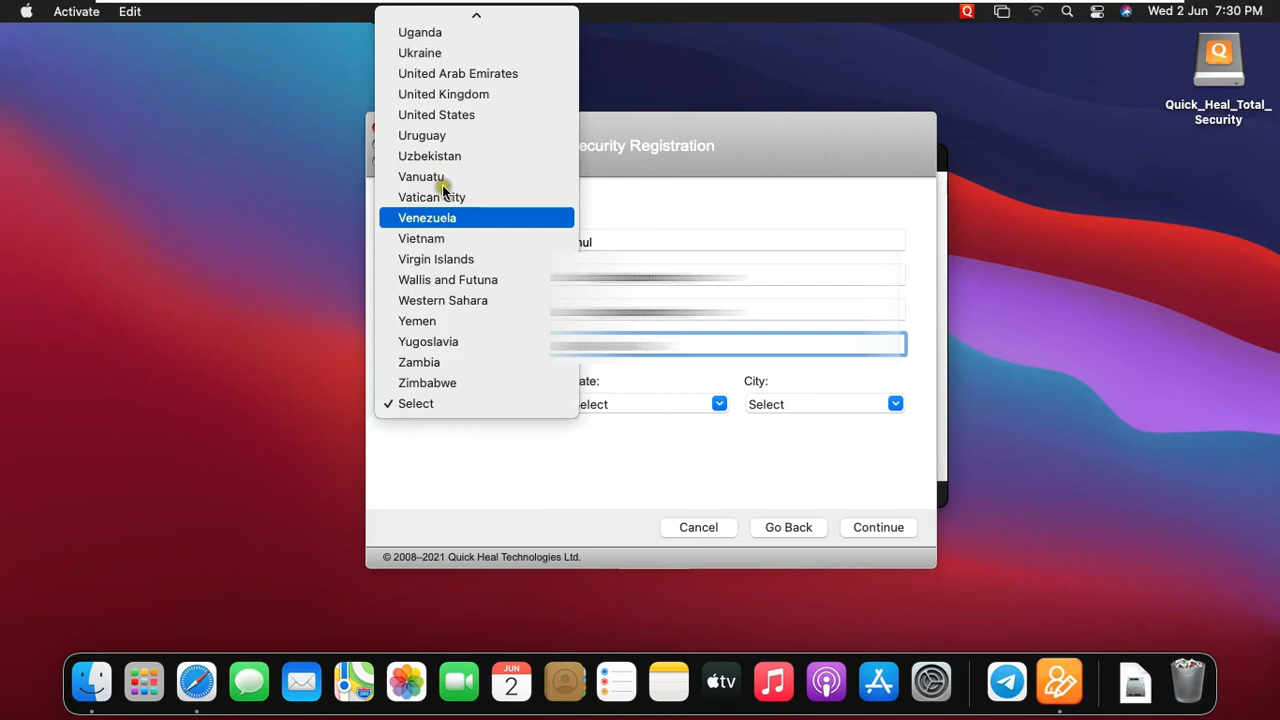 Activate Edit
Wed 2 Jun 7:30 PM
Quick_Heal_Total_
Security
Uganda
Ukraine
United Arab Emirates
United Kingdom
United States
Uruguay
Uzbekistan
Vanuatu
Vatican City
Venezuela
Vietnam
Virgin Islands
Wallis and Futuna
Western Sahara
Yemen
Yugoslavia
Zambia
Zimbabwe
✓ Select
ecurity Registration
City:
Select
Cancel Go Back Continue
© 2008–2021 Quick Heal Technologies Ltd.
JUN
2
tv